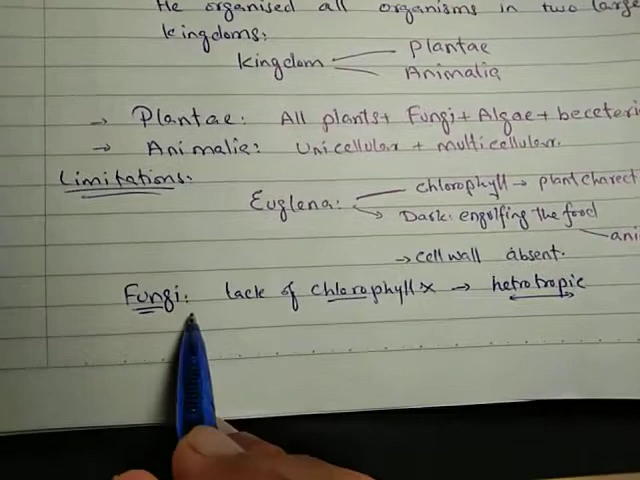 He organised all organisms in two large
kingdoms:
Kingdom Plantae
Animalia
→ Plantae: All plants + Fungi + Algae + beceteri
→ Animalia: Unicellular + multicellular.
Limitations:
Euglena: chlorophyll → plant charect
Dark: engulfing the food
ani
→ cell wall absent.
Fungi: lack of chlorophyll x → hetrotropic